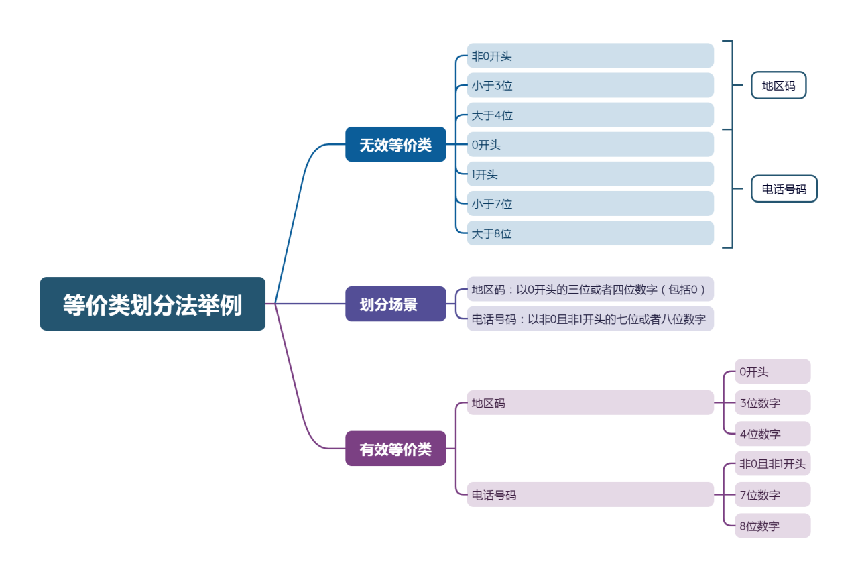 等价类划分法举例
无效等价类
非0开头
小于3位
大于4位
地区码
0开头
1开头
小于7位
大于8位
电话号码
划分场景
地区码：以0开头的三位或者四位数字（包括0）
电话号码：以非0且非1开头的七位或者八位数字
有效等价类
地区码
0开头
3位数字
4位数字
电话号码
非0且非1开头
7位数字
8位数字